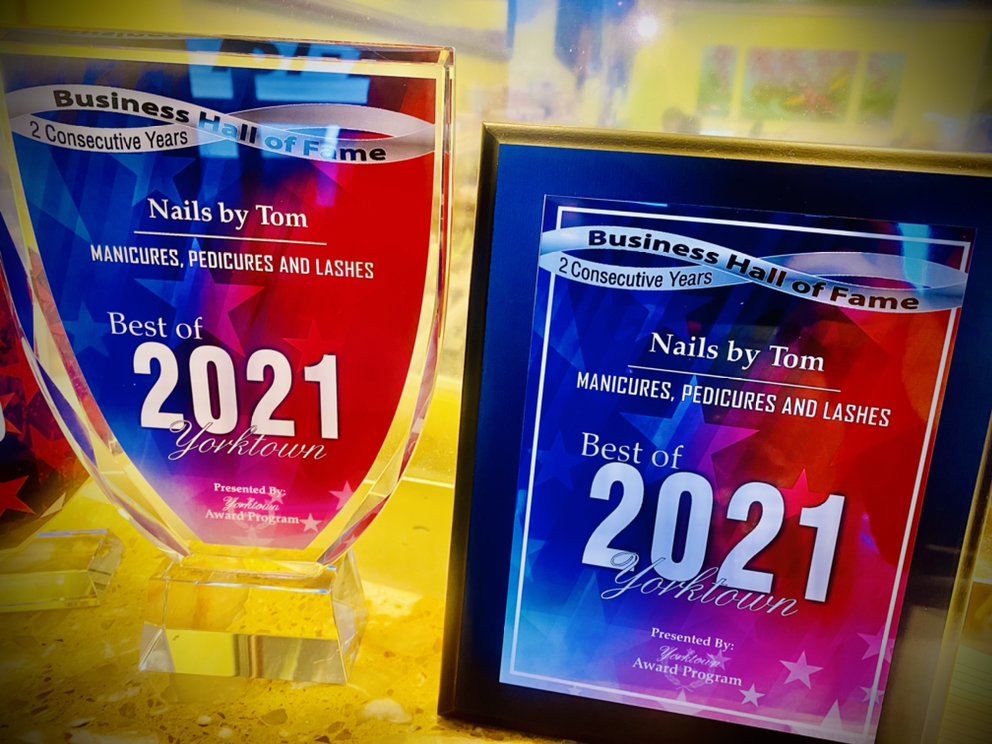 Business Hall of Fame
2 Consecutive Years
Nails by Tom
MANICURES, PEDICURES AND LASHES
Best of
2021
Yorktown
Presented By:
Yorktown
Award Program
Business Hall of Fame
2 Consecutive Years
Nails by Tom
MANICURES, PEDICURES AND LASHES
Best of
2021
Yorktown
Presented By:
Yorktown
Award Program